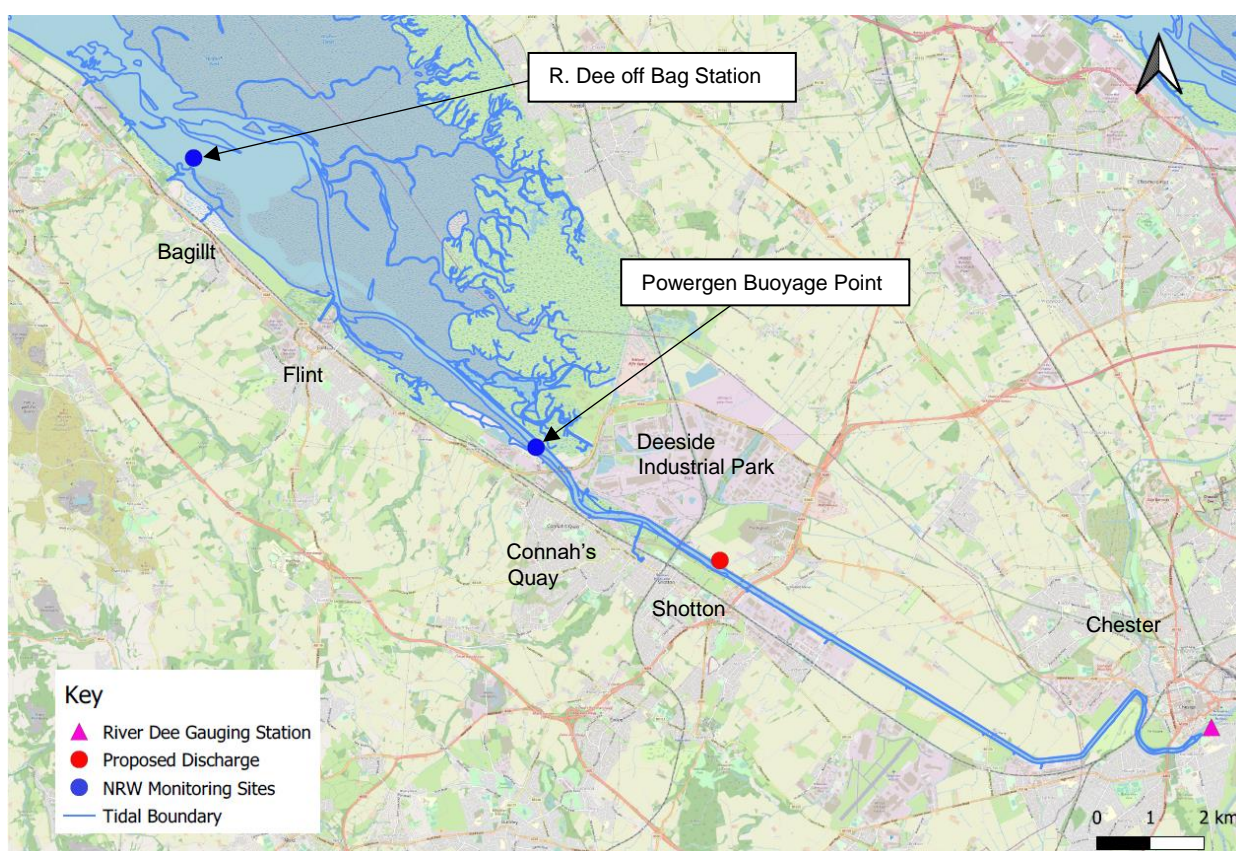 R. Dee off Bag Station
Powergen Buoyage Point
Bagillt
Flint
Deeside
Industrial Park
Connah's
Quay
Shotton
Chester
Key
River Dee Gauging Station
Proposed Discharge
NRW Monitoring Sites
Tidal Boundary
0 1 2 km